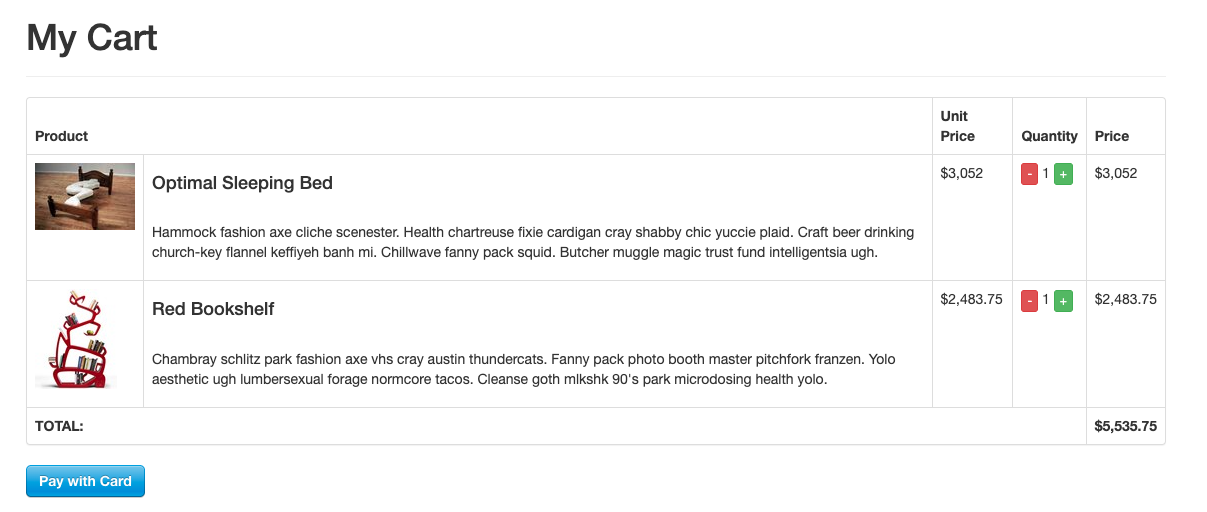 My Cart
Product
Unit
Price
Quantity
Price
Optimal Sleeping Bed
Hammock fashion axe cliche scenester. Health chartreuse fixie cardigan cray shabby chic yuccie plaid. Craft beer drinking
church-key flannel keffiyeh banh mi. Chillwave fanny pack squid. Butcher muggle magic trust fund intelligentsia ugh.
$3,052
- 1 +
$3,052
Red Bookshelf
Chambray schlitz park fashion axe vhs cray austin thundercats. Fanny pack photo booth master pitchfork franzen. Yolo
aesthetic ugh lumbersexual forage normcore tacos. Cleanse goth mlkshk 90's park microdosing health yolo.
$2,483.75
- 1 +
$2,483.75
TOTAL:
$5,535.75
Pay with Card